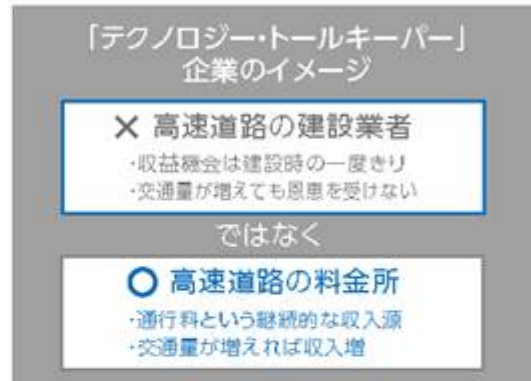 「テクノロジー・トールキーパー」
企業のイメージ
× 高速道路の建設業者
・収益機会は建設時の一度きり
・交通量が増えても恩恵を受けない
ではなく
○ 高速道路の料金所
・通行料という継続的な収入源
・交通量が増えれば収入増